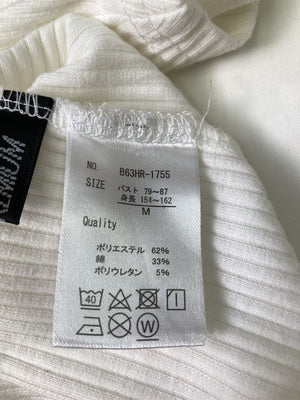 NO. B63HR-1755
SIZE バスト 79~87
身長 154~162
M
Quality
ポリエステル 62%
綿 33%
ポリウレタン 5%
40
W